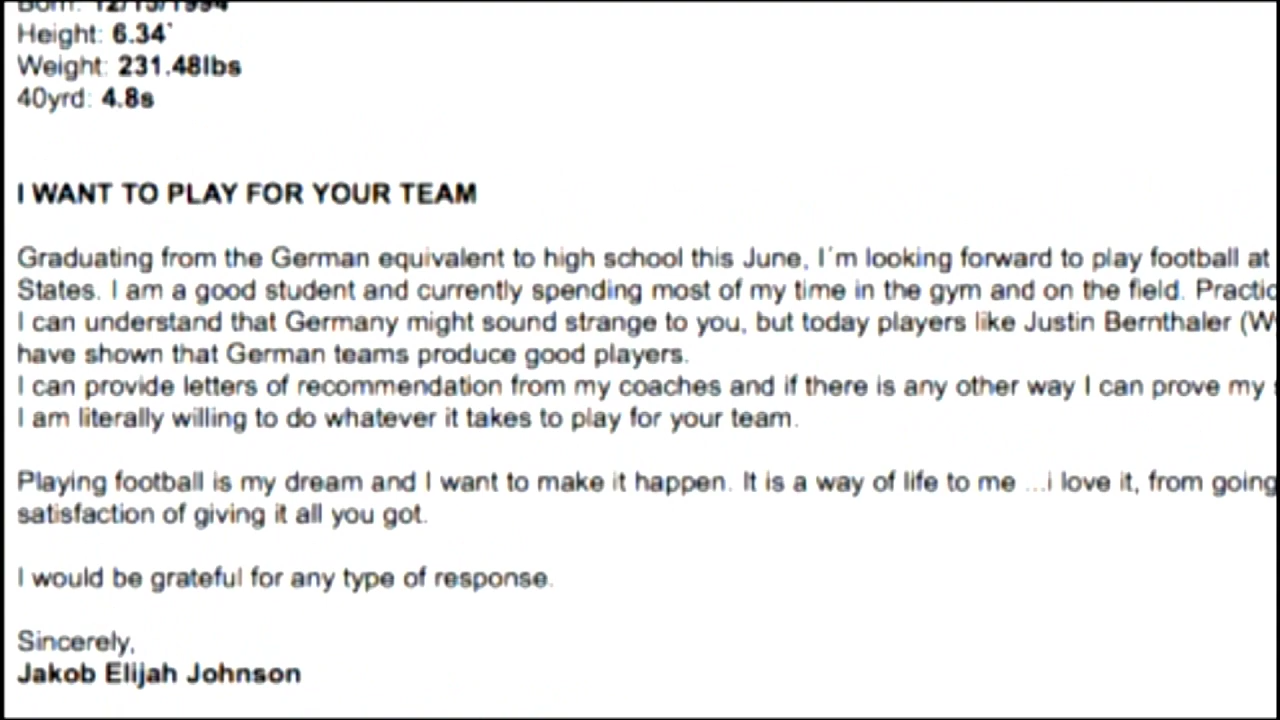 Born: 12/15/1994
Height: 6.34`
Weight: 231.48lbs
40yrd: 4.8s
I WANT TO PLAY FOR YOUR TEAM
Graduating from the German equivalent to high school this June, I´m looking forward to play football at
States. I am a good student and currently spending most of my time in the gym and on the field.
I can understand that Germany might sound strange to you, but today players like Justin Bernthaler
have shown that German teams produce good players.
I can provide letters of recommendation from my coaches and if there is any other way I can prove my
I am literally willing to do whatever it takes to play for your team.
Playing football is my dream and I want to make it happen. It is a way of life to me ...i love it, from going
satisfaction of giving it all you got.
I would be grateful for any type of response.
Sincerely,
Jakob Elijah Johnson